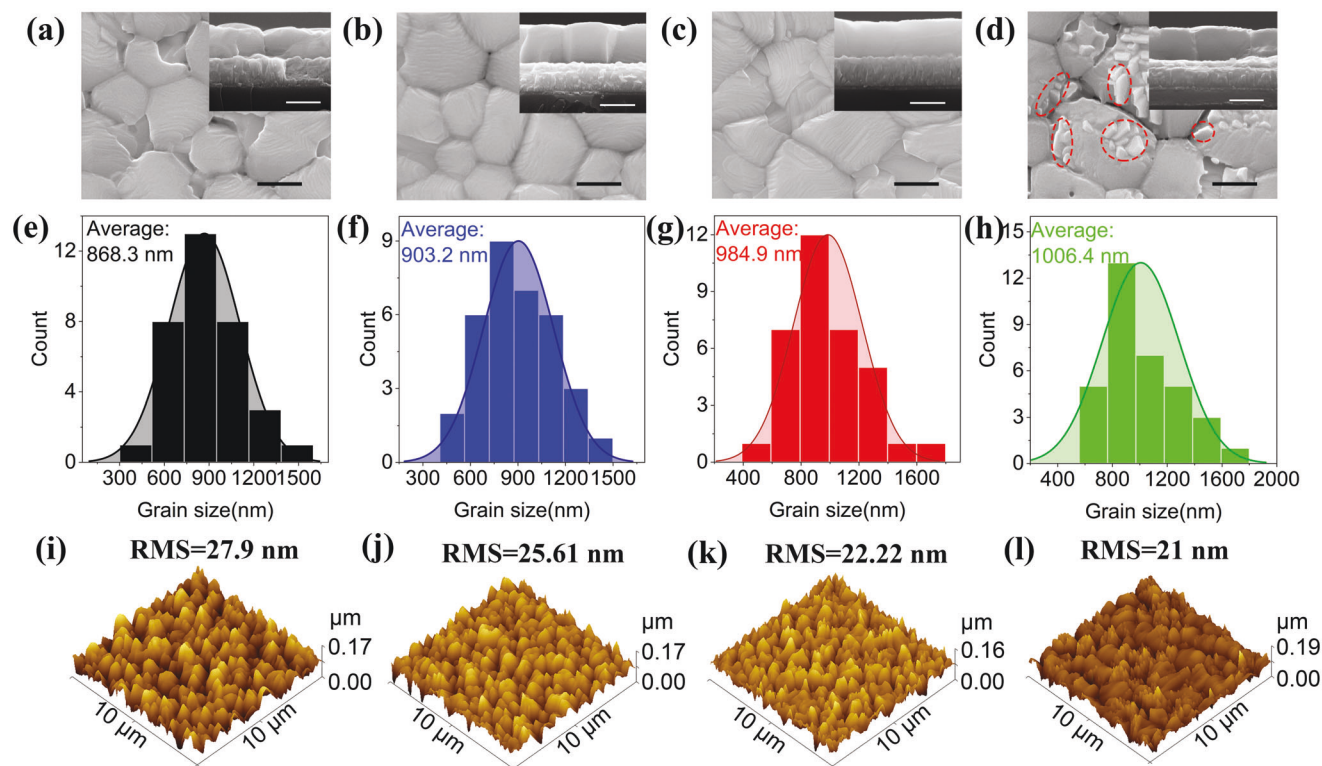 (a)
(b)
(c)
(d)
(e)
Average:
868.3 nm
12
8
4
0
Count
300 600 900 1200 1500
Grain size(nm)
(f)
Average:
903.2 nm
9
6
3
0
Count
300 600 900 1200 1500
Grain size(nm)
(g)
Average:
984.9 nm
12
9
6
3
0
Count
400 800 1200 1600
Grain size(nm)
(h)
Average:
1006.4 nm
15
12
9
6
3
0
Count
400 800 1200 1600 2000
Grain size(nm)
(i)
RMS=27.9 nm
µm
0.17
0.00
10 µm
10 µm
(j)
RMS=25.61 nm
µm
0.17
0.00
10 µm
10 µm
(k)
RMS=22.22 nm
µm
0.16
0.00
10 µm
10 µm
(l)
RMS=21 nm
µm
0.19
0.00
10 µm
10 µm